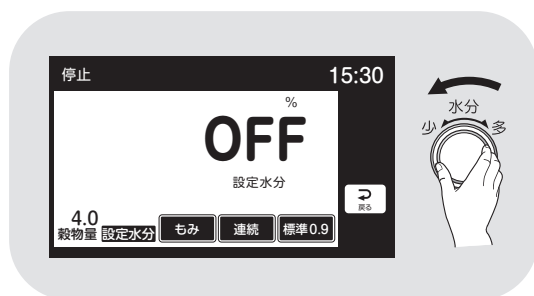 停止 15:30
%
OFF
設定水分
戻る
4.0
穀物量 設定水分 もみ 連続 標準0.9
水分
少 多